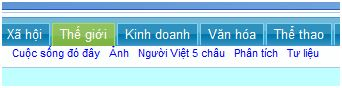 Xã hội Thế giới Kinh doanh Văn hóa Thể thao
Cuộc sống đó đây Ảnh Người Việt 5 châu Phân tích Tư liệu